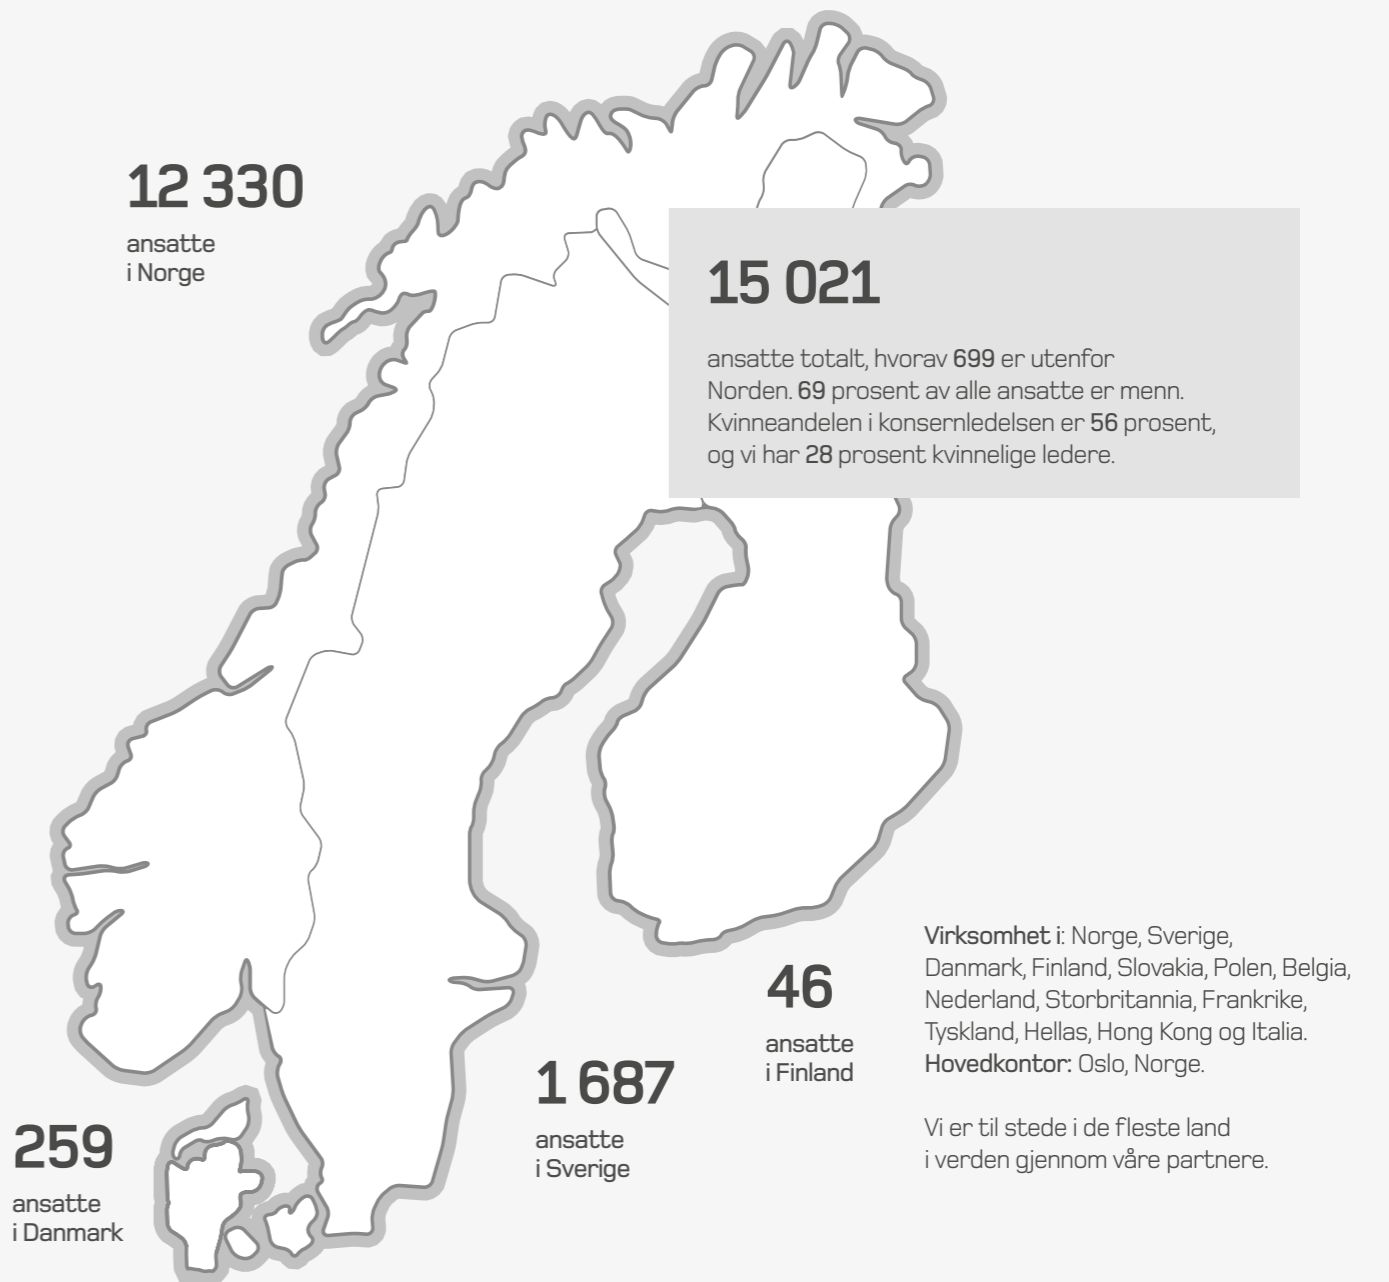 12 330
ansatte
i Norge
15 021
ansatte totalt, hvorav 699 er utenfor
Norden. 69 prosent av alle ansatte er menn.
Kvinneandelen i konsernledelsen er 56 prosent,
og vi har 28 prosent kvinnelige ledere.
46
ansatte
i Finland
1 687
ansatte
i Sverige
259
ansatte
i Danmark
Virksomhet i: Norge, Sverige,
Danmark, Finland, Slovakia, Polen, Belgia,
Nederland, Storbritannia, Frankrike,
Tyskland, Hellas, Hong Kong og Italia.
Hovedkontor: Oslo, Norge.
Vi er til stede i de fleste land
i verden gjennom våre partnere.